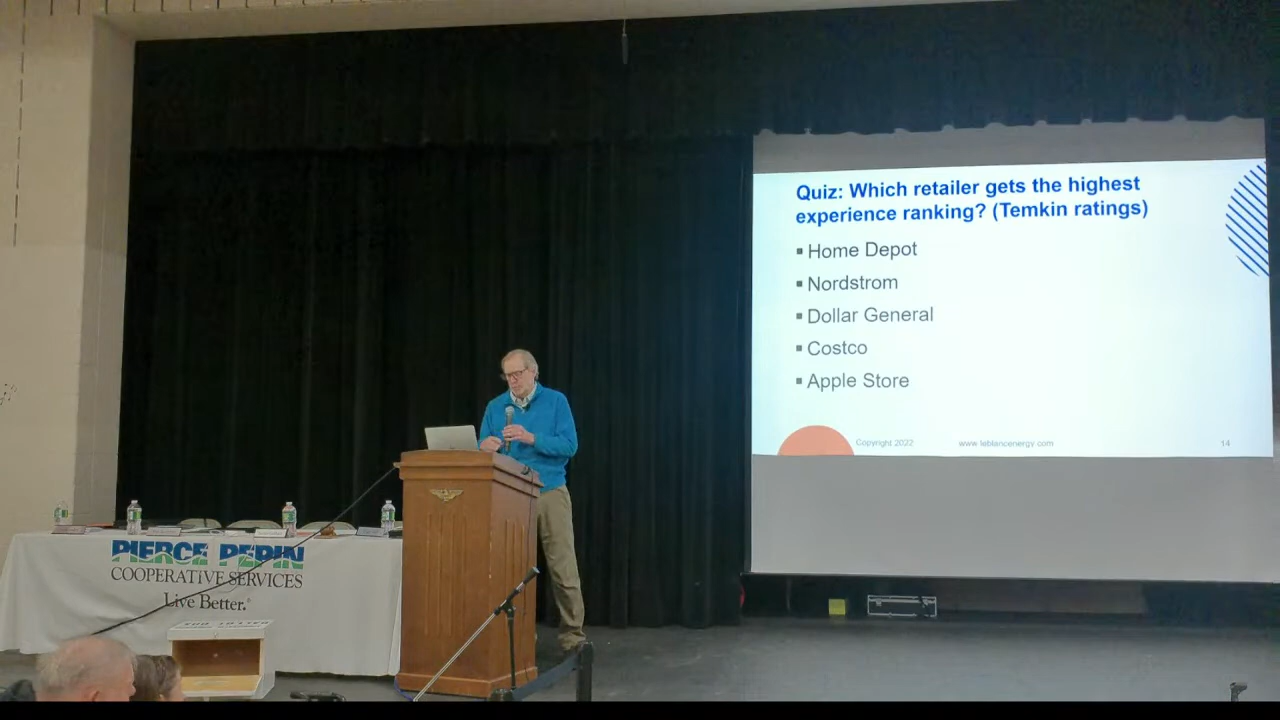 Quiz: Which retailer gets the highest
experience ranking? (Temkin ratings)
▪ Home Depot
▪ Nordstrom
▪ Dollar General
▪ Costco
▪ Apple Store
Copyright 2022 www.leblancenergy.com 14
PIERCE PEPIN
COOPERATIVE SERVICES
Live Better.®